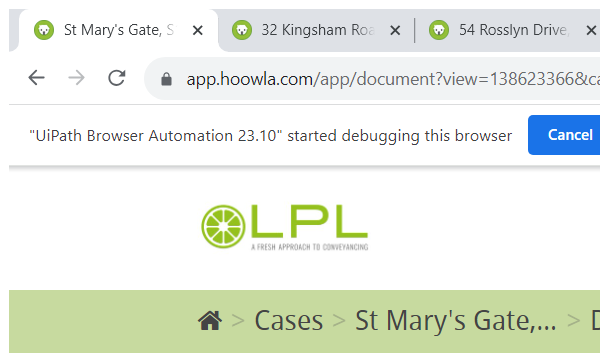 St Mary's Gate, S
32 Kingsham Roa
54 Rosslyn Drive,
app.hoowla.com/app/document?view=138623366&ca
"UiPath Browser Automation 23.10" started debugging this browser
Cancel
LPL
A FRESH APPROACH TO CONVEYANCING
> Cases > St Mary's Gate,... > D